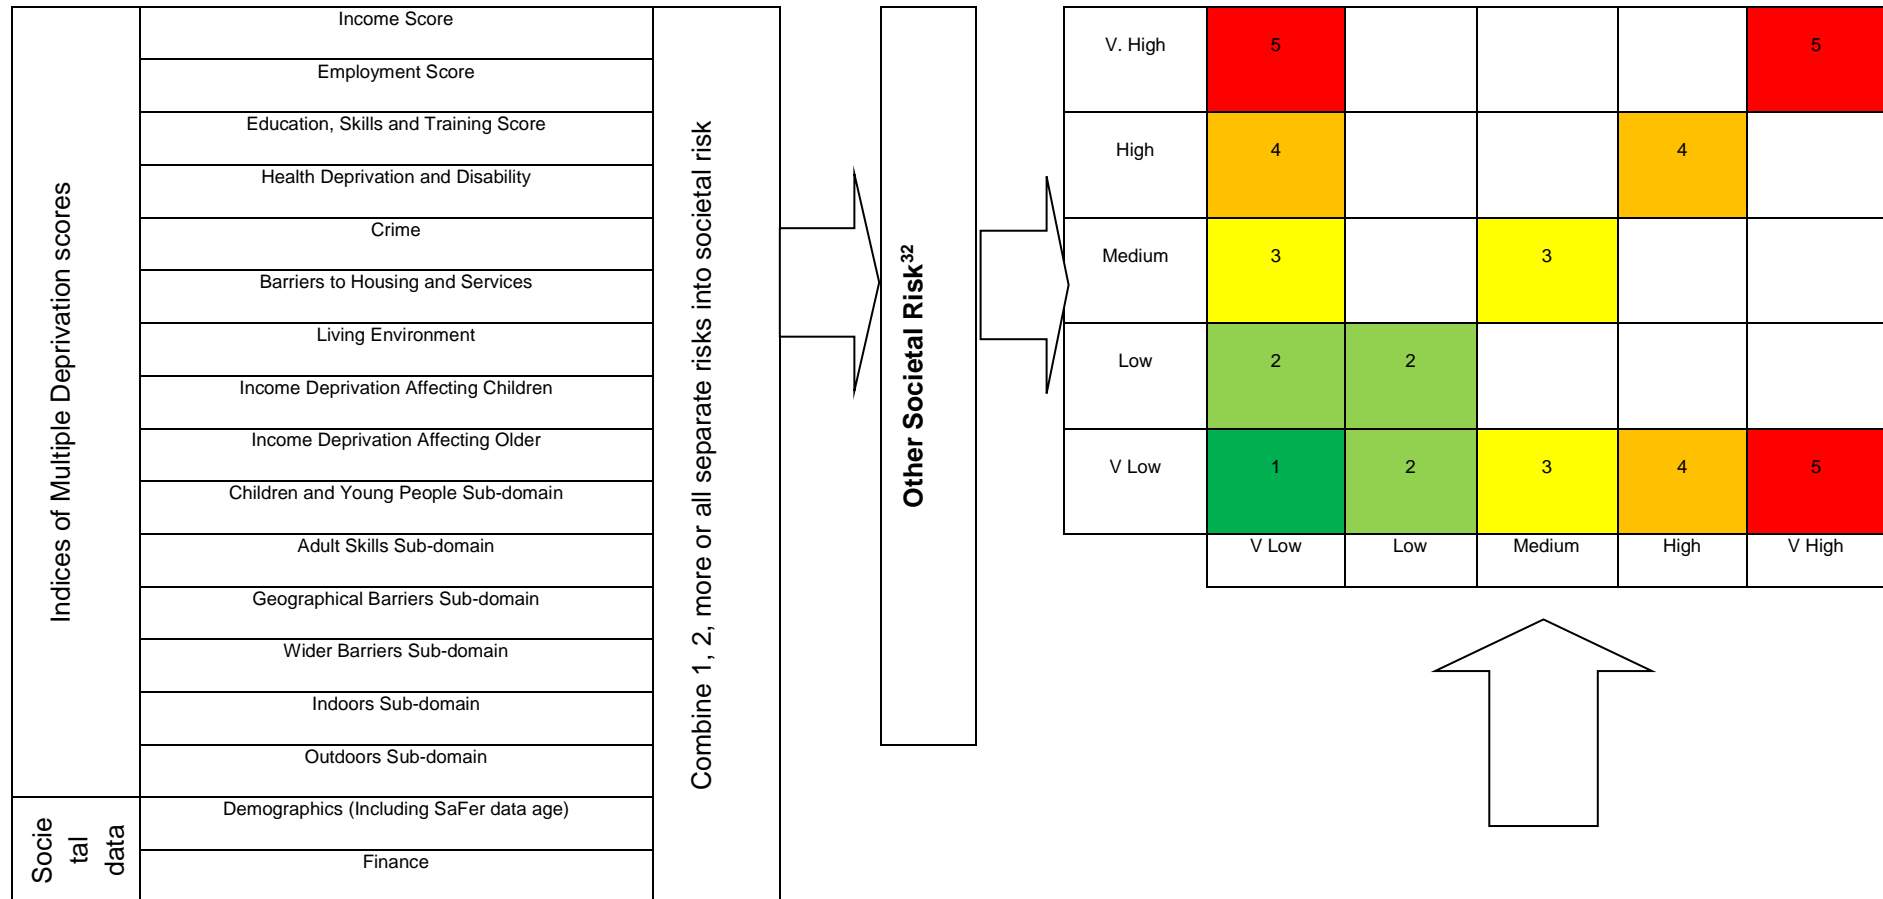 Indices of Multiple Deprivation scores
Income Score
Employment Score
Education, Skills and Training Score
Health Deprivation and Disability
Crime
Barriers to Housing and Services
Living Environment
Income Deprivation Affecting Children
Income Deprivation Affecting Older
Children and Young People Sub-domain
Adult Skills Sub-domain
Geographical Barriers Sub-domain
Wider Barriers Sub-domain
Indoors Sub-domain
Outdoors Sub-domain
Socie
tal
data
Demographics (Including SaFer data age)
Finance
Combine 1, 2, more or all separate risks into societal risk
Other Societal Risk32
V. High 5 5
High 4 4
Medium 3 3
Low 2 2
V Low 1 2 3 4 5
V Low Low Medium High V High